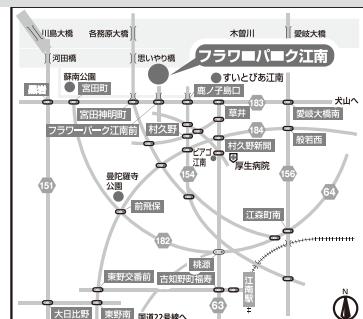 川島大橋
各務原大橋
木曽川
愛岐大橋
河田橋
思いやり橋
フラワーパーク江南
蘇南公園
すいとぴあ江南
宮田町
鹿ノ子島口
183
犬山へ
宮田神明町
草井
愛岐大橋南
フラワーパーク江南前
村久野
184
般若西
ピアゴ
江南
村久野新開
厚生病院
151
曼陀羅寺
公園
154
156
64
前飛保
江森町南
182
桃源
N
東野交番前
古知野町福寿
江南駅
63
大日比野
東野南
国道22号線へ